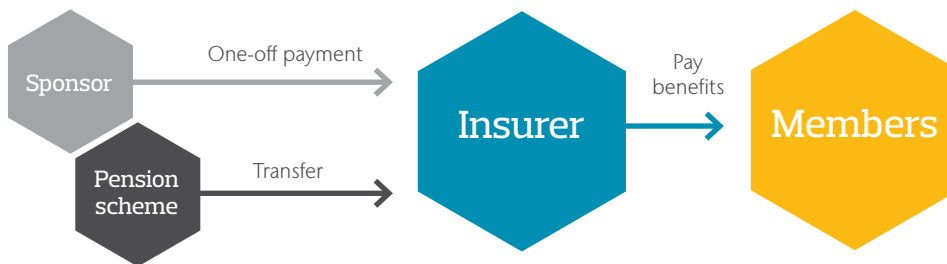 Sponsor
One-off payment
Pension
scheme
Transfer
Insurer
Pay
benefits
Members